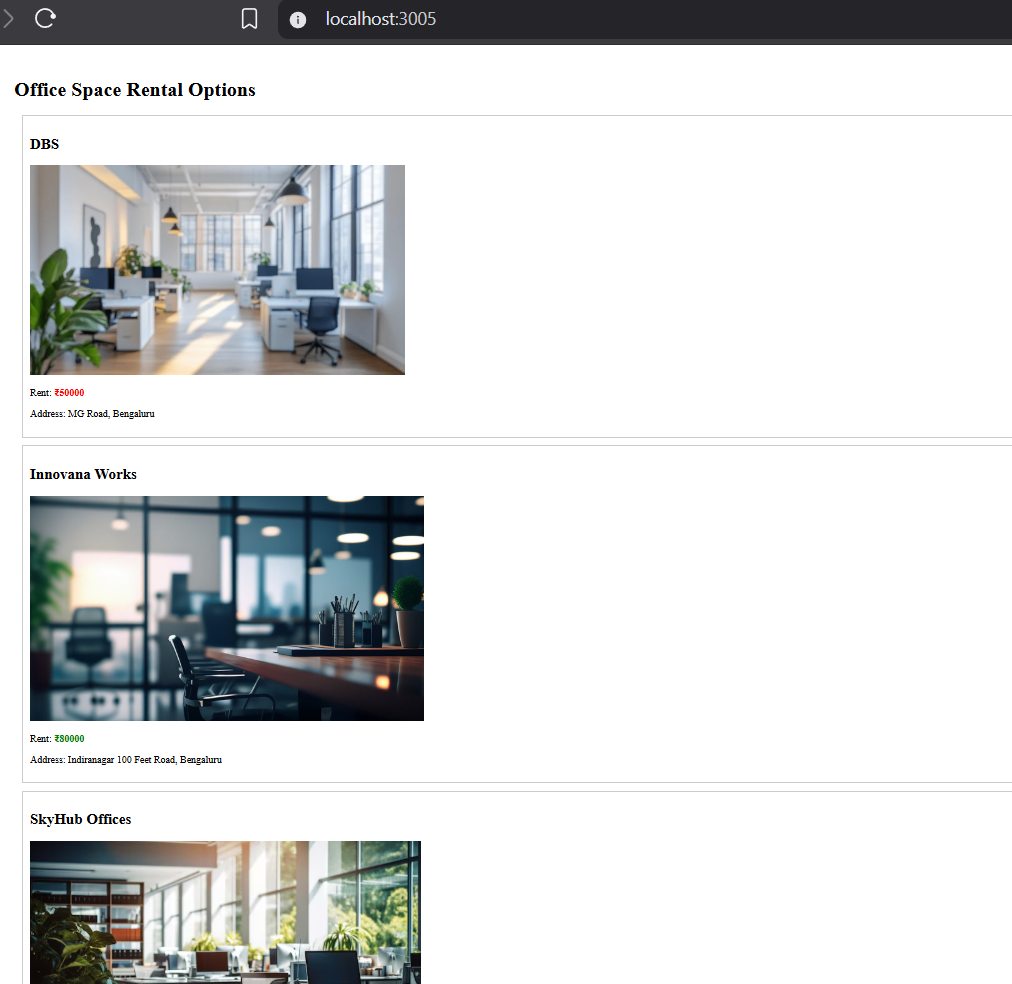 localhost:3005
Office Space Rental Options
DBS
Rent: ₹50000
Address: MG Road, Bengaluru
Innovana Works
Rent: ₹80000
Address: Indiranagar 100 Feet Road, Bengaluru
SkyHub Offices